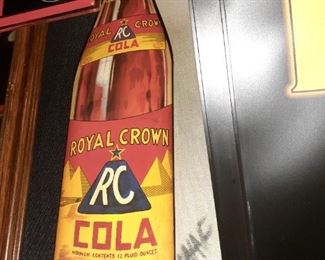 ROYAL CROWN
RC
COLA
ROYAL CROWN
RC
COLA
MINIMUM CONTENTS 12 FLUID OUNCES